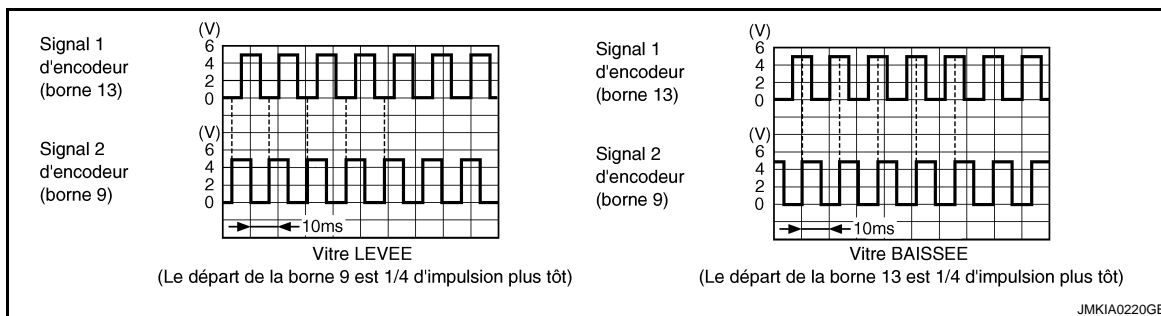 Signal 1
d'encodeur
(borne 13)
(V)
6
4
2
0
Signal 2
d'encodeur
(borne 9)
(V)
6
4
2
0
10ms
Vitre LEVEE
(Le départ de la borne 9 est 1/4 d'impulsion plus tôt)
Signal 1
d'encodeur
(borne 13)
(V)
6
4
2
0
Signal 2
d'encodeur
(borne 9)
(V)
6
4
2
0
10ms
Vitre BAISSEE
(Le départ de la borne 13 est 1/4 d'impulsion plus tôt)
JMKIA0220GE